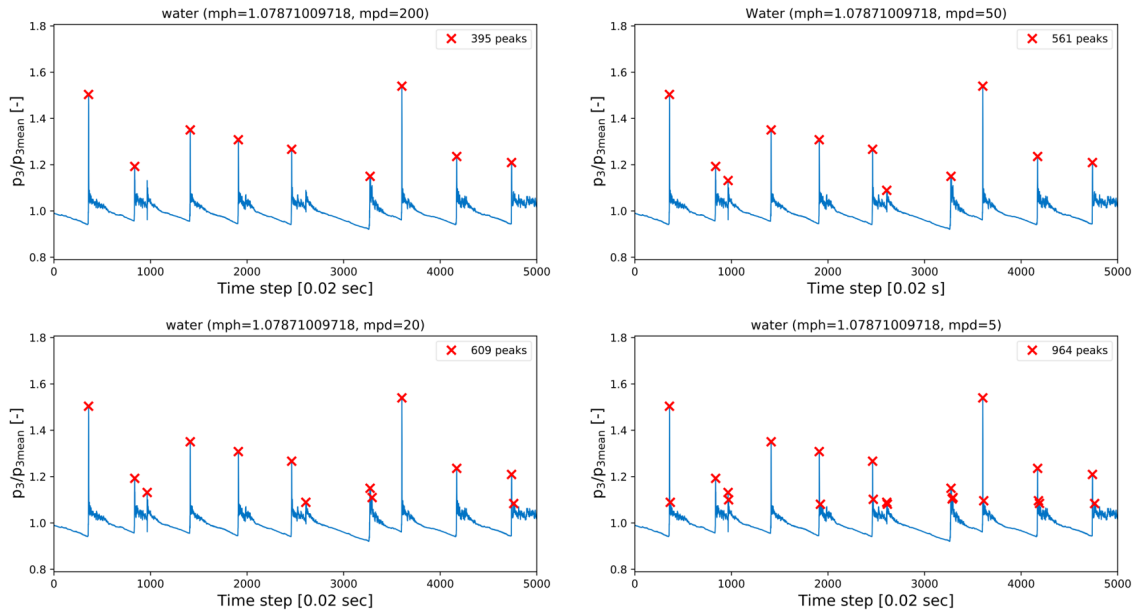 water (mph=1.07871009718, mpd=200)
395 peaks
p3/p3mean [-]
1.8
1.6
1.4
1.2
1.0
0.8
0 1000 2000 3000 4000 5000
Time step [0.02 sec]
Water (mph=1.07871009718, mpd=50)
561 peaks
p3/p3mean [-]
1.8
1.6
1.4
1.2
1.0
0.8
0 1000 2000 3000 4000 5000
Time step [0.02 s]
water (mph=1.07871009718, mpd=20)
609 peaks
p3/p3mean [-]
1.8
1.6
1.4
1.2
1.0
0.8
0 1000 2000 3000 4000 5000
Time step [0.02 sec]
water (mph=1.07871009718, mpd=5)
964 peaks
p3/p3mean [-]
1.8
1.6
1.4
1.2
1.0
0.8
0 1000 2000 3000 4000 5000
Time step [0.02 sec]